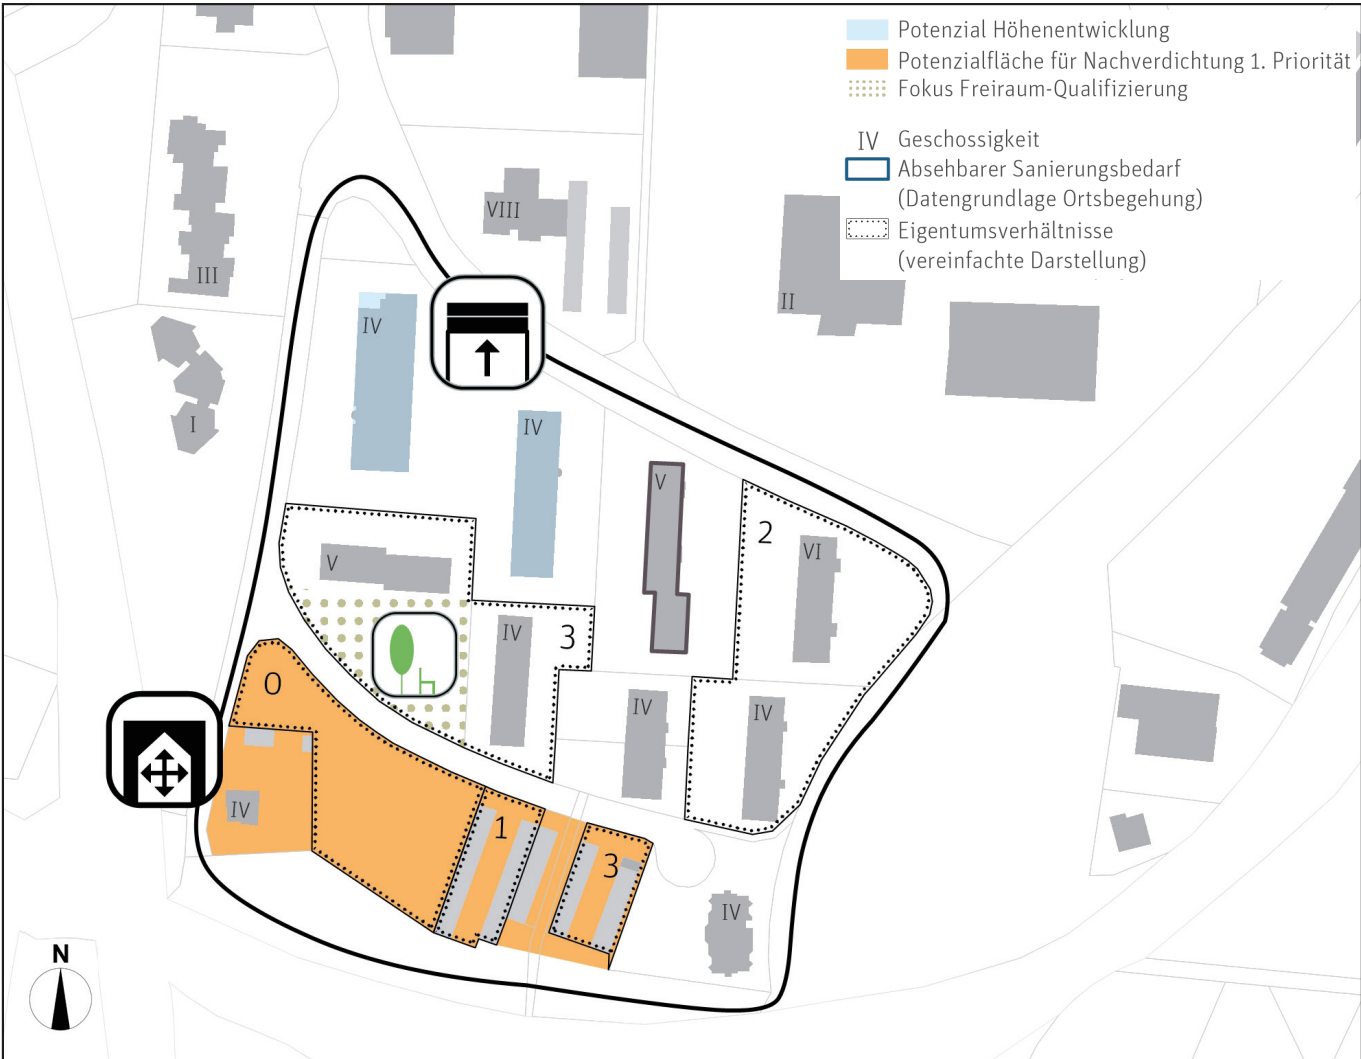 Potenzial Höhenentwicklung
Potenzialfläche für Nachverdichtung 1. Priorität
Fokus Freiraum-Qualifizierung
IV Geschossigkeit
Absehbarer Sanierungsbedarf
(Datengrundlage Ortsbegehung)
Eigentumsverhältnisse
(vereinfachte Darstellung)
VIII
III
II
IV
I
IV
V
2
VI
V
IV
3
0
IV
IV
IV
1
3
IV
N